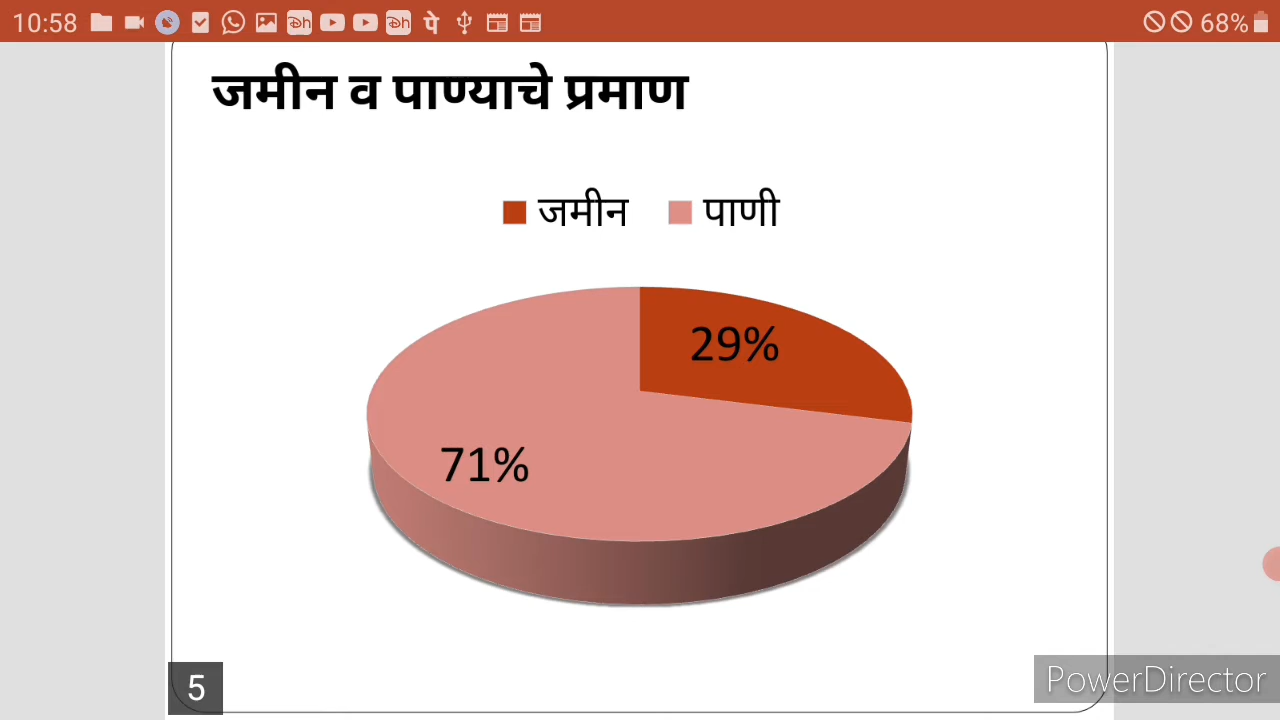 10:58 68%
जमीन व पाण्याचे प्रमाण
जमीन पाणी
29%
71%
5
PowerDirector